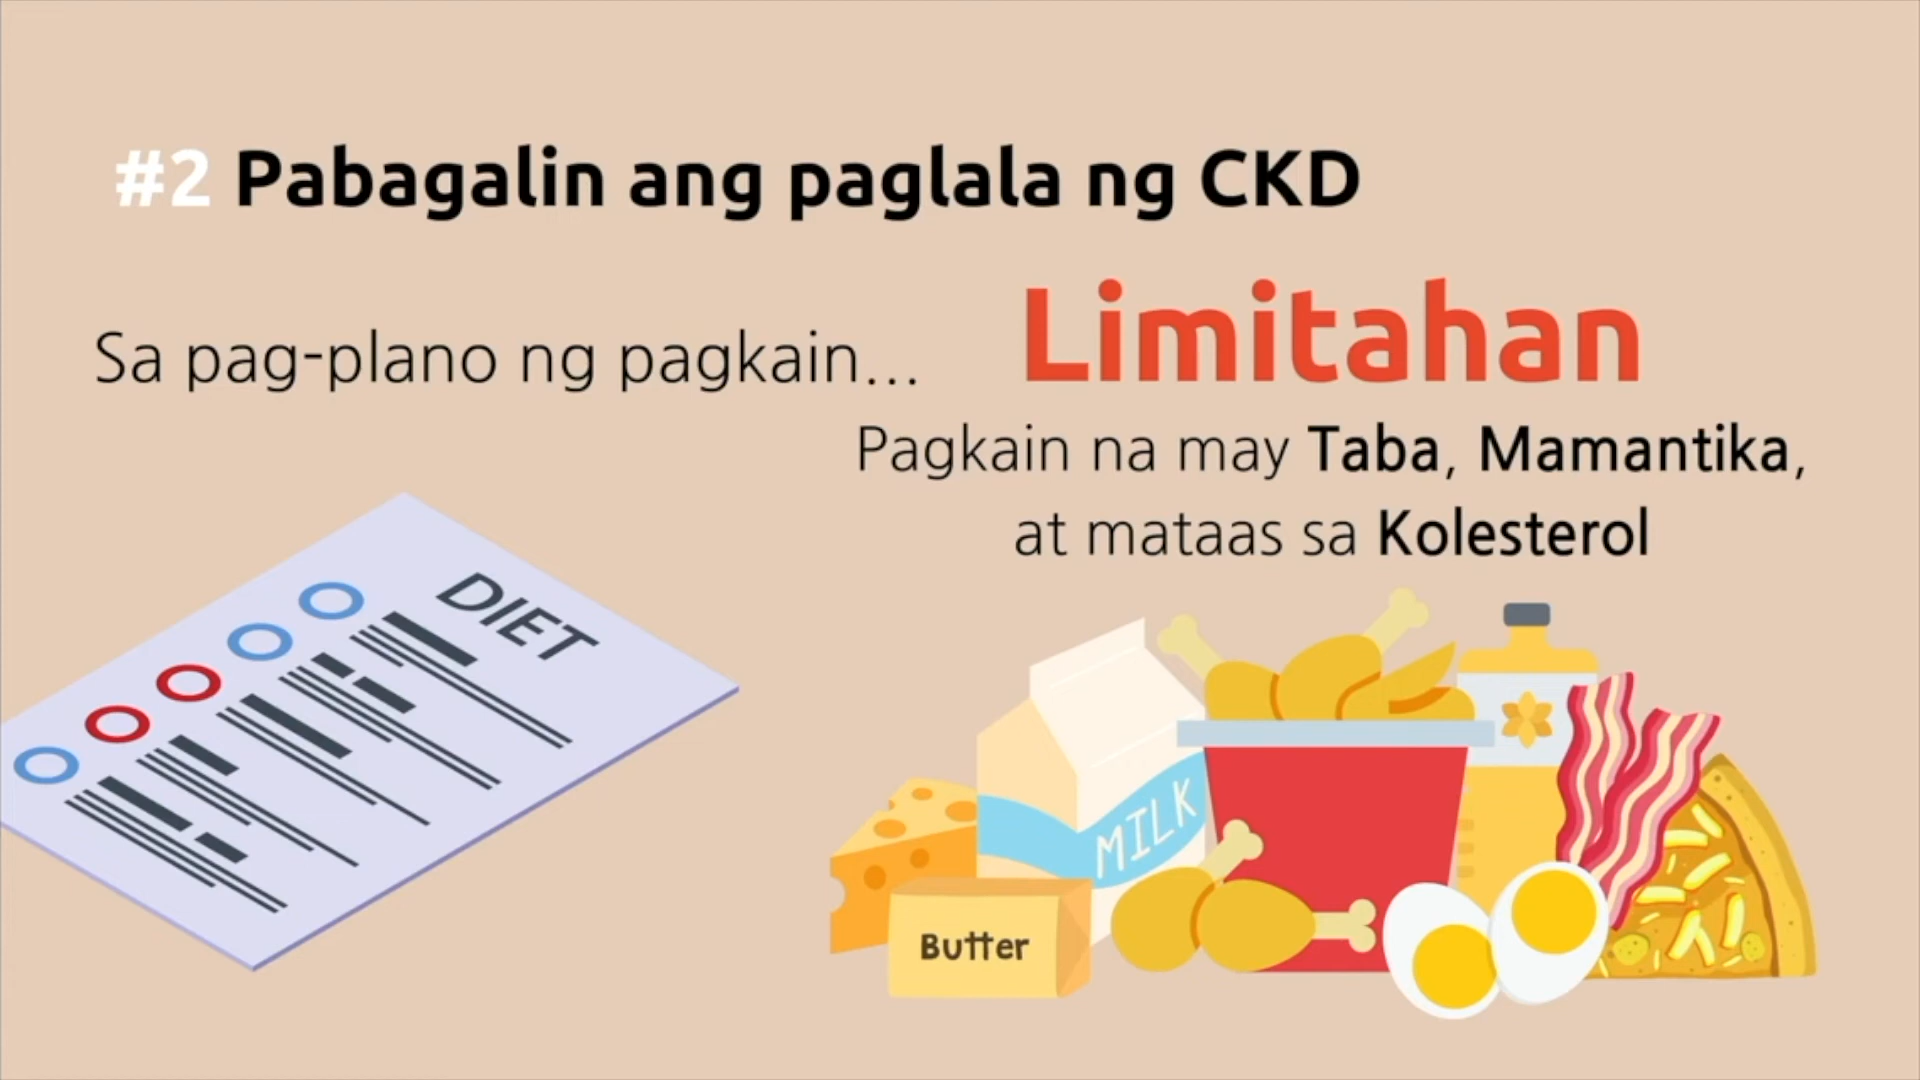 #2 Pabagalin ang paglala ng CKD
Sa pag-plano ng pagkain...
Limitahan
Pagkain na may Taba, Mamantika,
at mataas sa Kolesterol
DIET
MILK
Butter